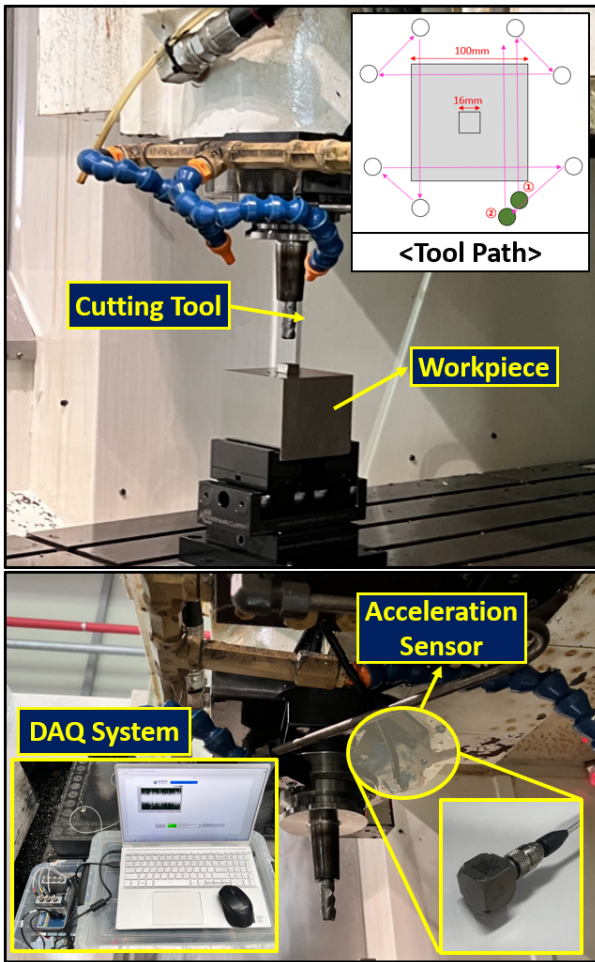 100mm
16mm
①
②
<Tool Path>
Cutting Tool
Workpiece
Acceleration
Sensor
DAQ System